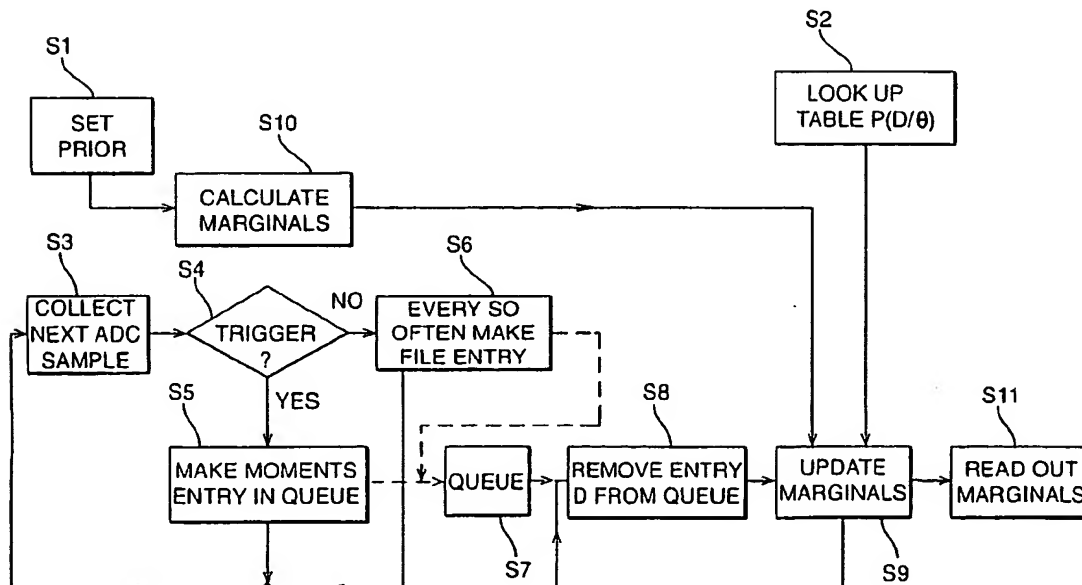 S1
SET
PRIOR
S2
LOOK UP
TABLE P(D/θ)
S10
CALCULATE
MARGINALS
S3
COLLECT
NEXT ADC
SAMPLE
S4
TRIGGER
?
NO
YES
S6
EVERY SO
OFTEN MAKE
FILE ENTRY
S5
MAKE MOMENTS
ENTRY IN QUEUE
QUEUE
S7
S8
REMOVE ENTRY
D FROM QUEUE
UPDATE
MARGINALS
S9
S11
READ OUT
MARGINALS